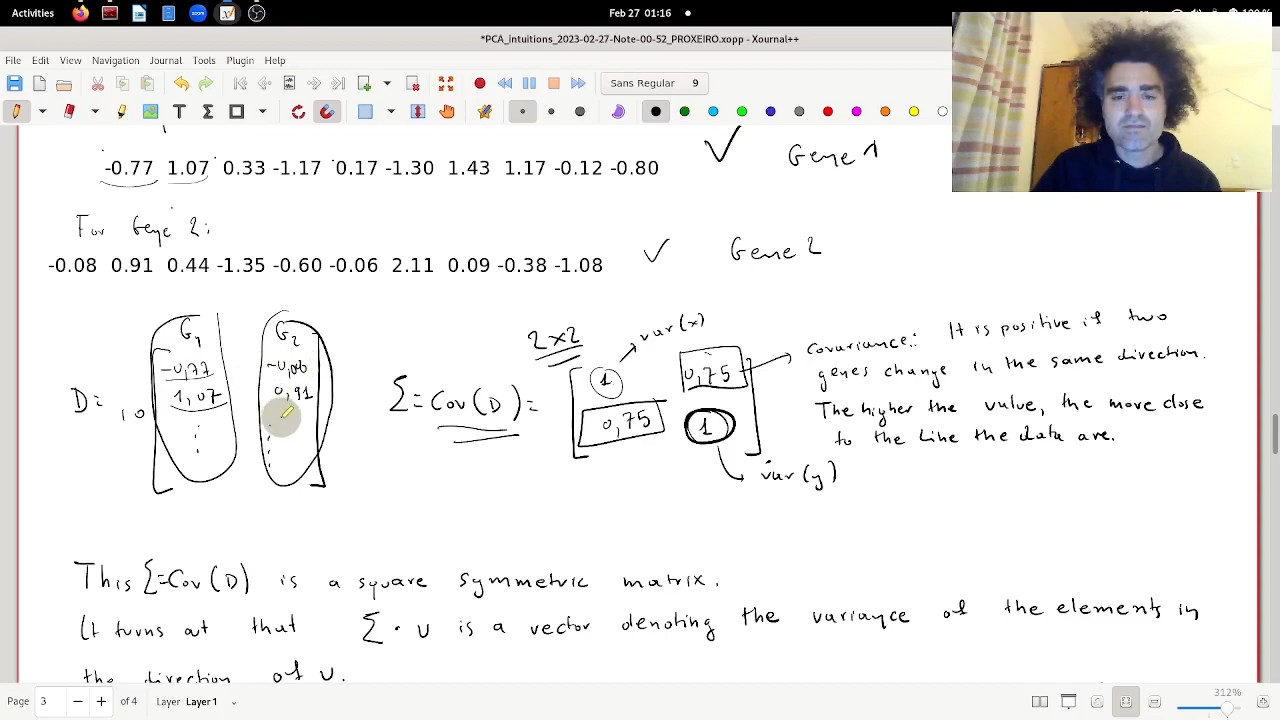 Activities
Feb 27 01:16
*PCA_intuitions_2023-02-27-Note-00-52_PROXEIRO.xopp - Xournal++
File Edit View Navigation Journal Tools Plugin Help
Sans Regular 9
-0.77 1.07 0.33 -1.17 0.17 -1.30 1.43 1.17 -0.12 -0.80
Gene 1
For Gene 2:
-0.08 0.91 0.44 -1.35 -0.60 -0.06 2.11 0.09 -0.38 -1.08
Gene 2
G1 G2
-0,77
1,07 0,91
D=
2x2
var(x)
Σ=Cov(D)=
1 0,75
0,75 1
var(y)
covariance: It is positive if two
genes change in the same direction.
The higher the value, the move close
to the line the data are.
This Σ=Cov(D) is a square symmetric matrix.
It turns out that Σ·υ is a vector denoting the variance of the elements in
the direction of υ.
Page 3 of 4 Layer Layer 1
312%